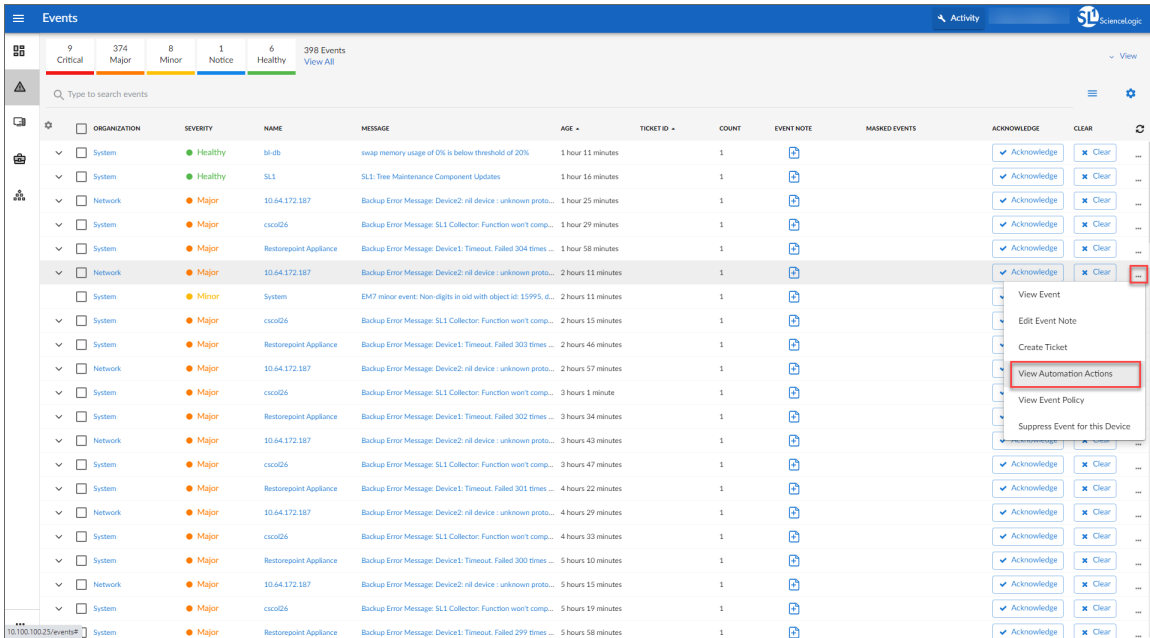 Events
Activity
SL1 ScienceLogic
9 374 8 1 6 398 Events
Critical Major Minor Notice Healthy View All
View
Type to search events
ORGANIZATION SEVERITY NAME MESSAGE AGE TICKET ID COUNT EVENT NOTE MASKED EVENTS ACKNOWLEDGE CLEAR
System Healthy bl-db swap memory usage of 0% is below threshold of 20% 1 hour 11 minutes 1 Acknowledge Clear ...
System Healthy SL1 SL1: Tree Maintenance Component Updates 1 hour 16 minutes 1 Acknowledge Clear ...
Network Major 10.64.172.187 Backup Error Message: Device2: nil device : unknown proto... 1 hour 25 minutes 1 Acknowledge Clear ...
System Major cscol26 Backup Error Message: SL1 Collector: Function won't comp... 1 hour 29 minutes 1 Acknowledge Clear ...
System Major Restorepoint Appliance Backup Error Message: Device1: Timeout. Failed 304 times ... 1 hour 58 minutes 1 Acknowledge Clear ...
Network Major 10.64.172.187 Backup Error Message: Device2: nil device : unknown proto... 2 hours 11 minutes 1 Acknowledge Clear ...
System Minor System EM7 minor event: Non-digits in oid with object id: 15995, d... 2 hours 11 minutes 1
System Major cscol26 Backup Error Message: SL1 Collector: Function won't comp... 2 hours 15 minutes 1
System Major Restorepoint Appliance Backup Error Message: Device1: Timeout. Failed 303 times ... 2 hours 46 minutes 1
Network Major 10.64.172.187 Backup Error Message: Device2: nil device : unknown proto... 2 hours 57 minutes 1
System Major cscol26 Backup Error Message: SL1 Collector: Function won't comp... 3 hours 1 minute 1
System Major Restorepoint Appliance Backup Error Message: Device1: Timeout. Failed 302 times ... 3 hours 34 minutes 1
Network Major 10.64.172.187 Backup Error Message: Device2: nil device : unknown proto... 3 hours 43 minutes 1 Acknowledge Clear ...
View Event
Edit Event Note
Create Ticket
View Automation Actions
View Event Policy
Suppress Event for this Device
System Major cscol26 Backup Error Message: SL1 Collector: Function won't comp... 3 hours 47 minutes 1 Acknowledge Clear ...
System Major Restorepoint Appliance Backup Error Message: Device1: Timeout. Failed 301 times ... 4 hours 22 minutes 1 Acknowledge Clear ...
Network Major 10.64.172.187 Backup Error Message: Device2: nil device : unknown proto... 4 hours 29 minutes 1 Acknowledge Clear ...
System Major cscol26 Backup Error Message: SL1 Collector: Function won't comp... 4 hours 33 minutes 1 Acknowledge Clear ...
System Major Restorepoint Appliance Backup Error Message: Device1: Timeout. Failed 300 times ... 5 hours 10 minutes 1 Acknowledge Clear ...
Network Major 10.64.172.187 Backup Error Message: Device2: nil device : unknown proto... 5 hours 15 minutes 1 Acknowledge Clear ...
System Major cscol26 Backup Error Message: SL1 Collector: Function won't comp... 5 hours 19 minutes 1 Acknowledge Clear ...
10.100.100.25/events# System Major Restorepoint Appliance Backup Error Message: Device1: Timeout. Failed 299 times ... 5 hours 58 minutes 1 Acknowledge Clear ...